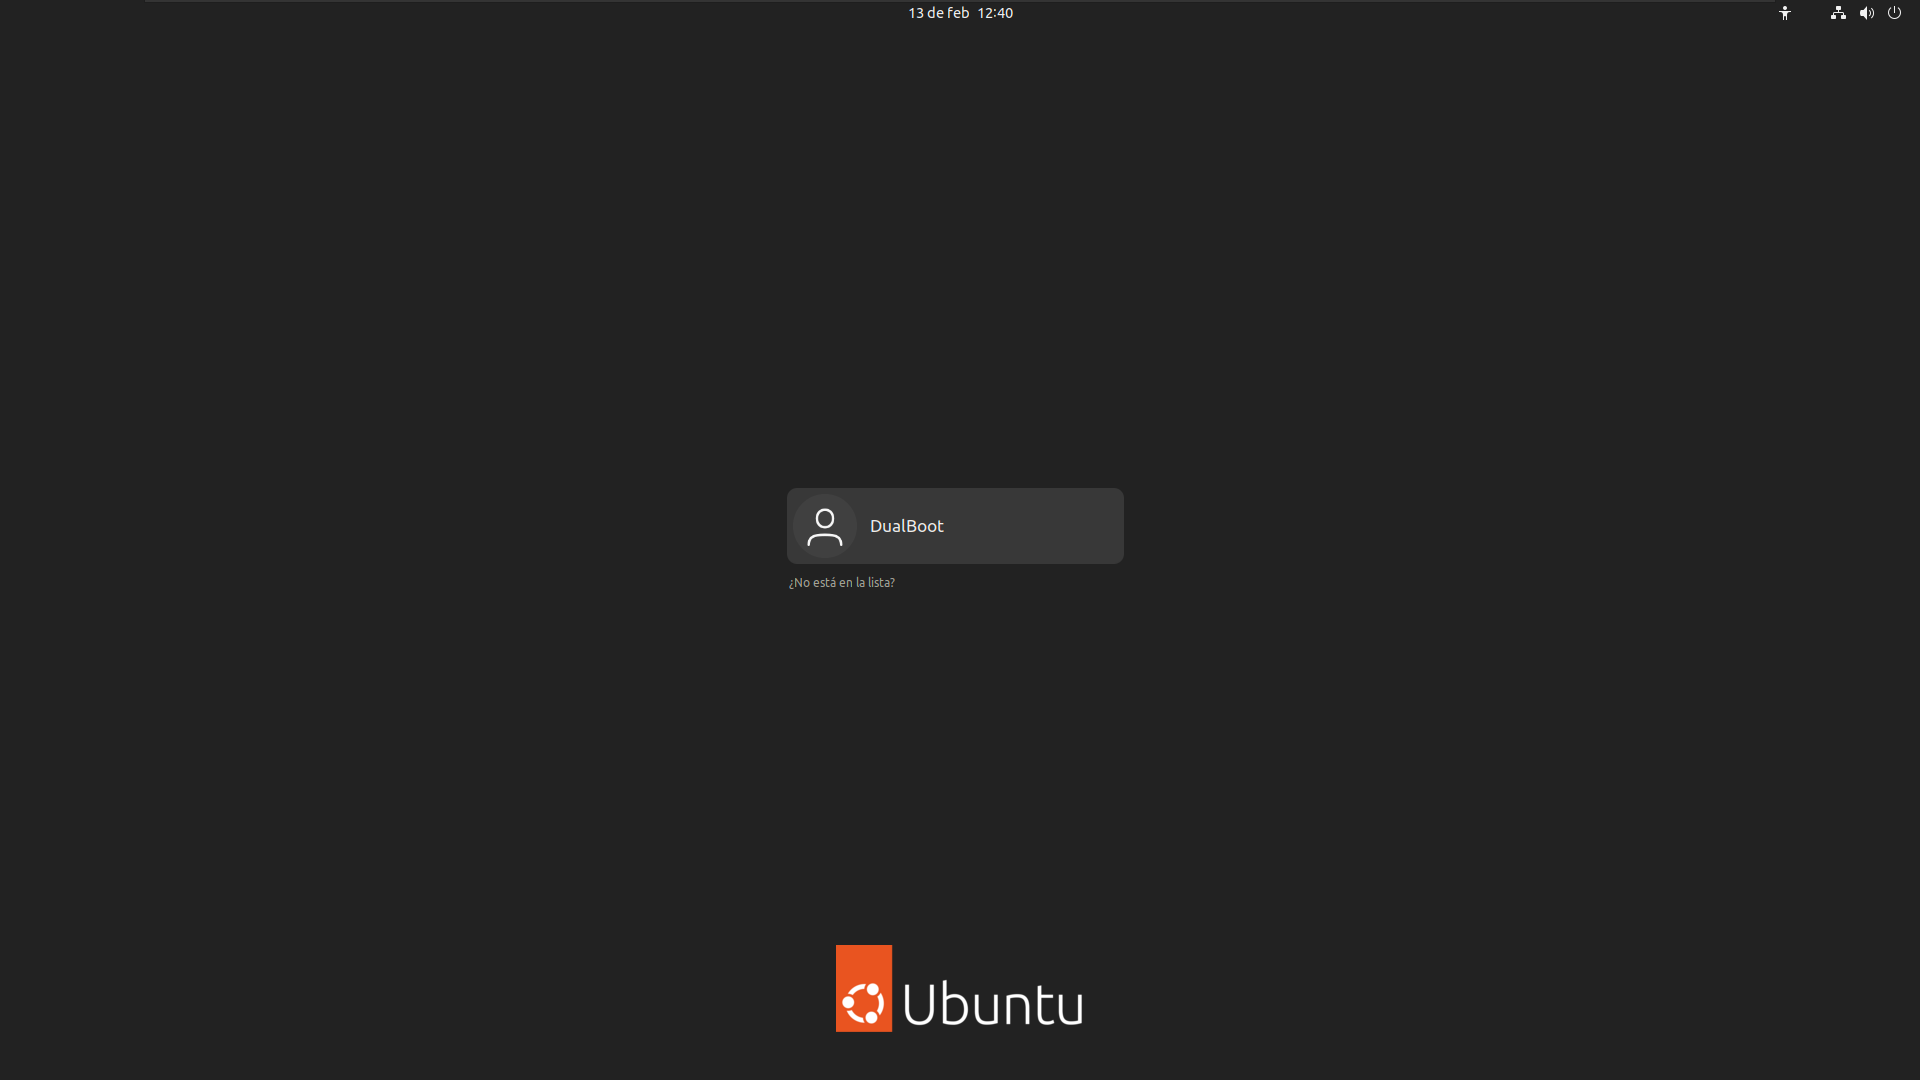 13 de feb 12:40
DualBoot
¿No está en la lista?
Ubuntu